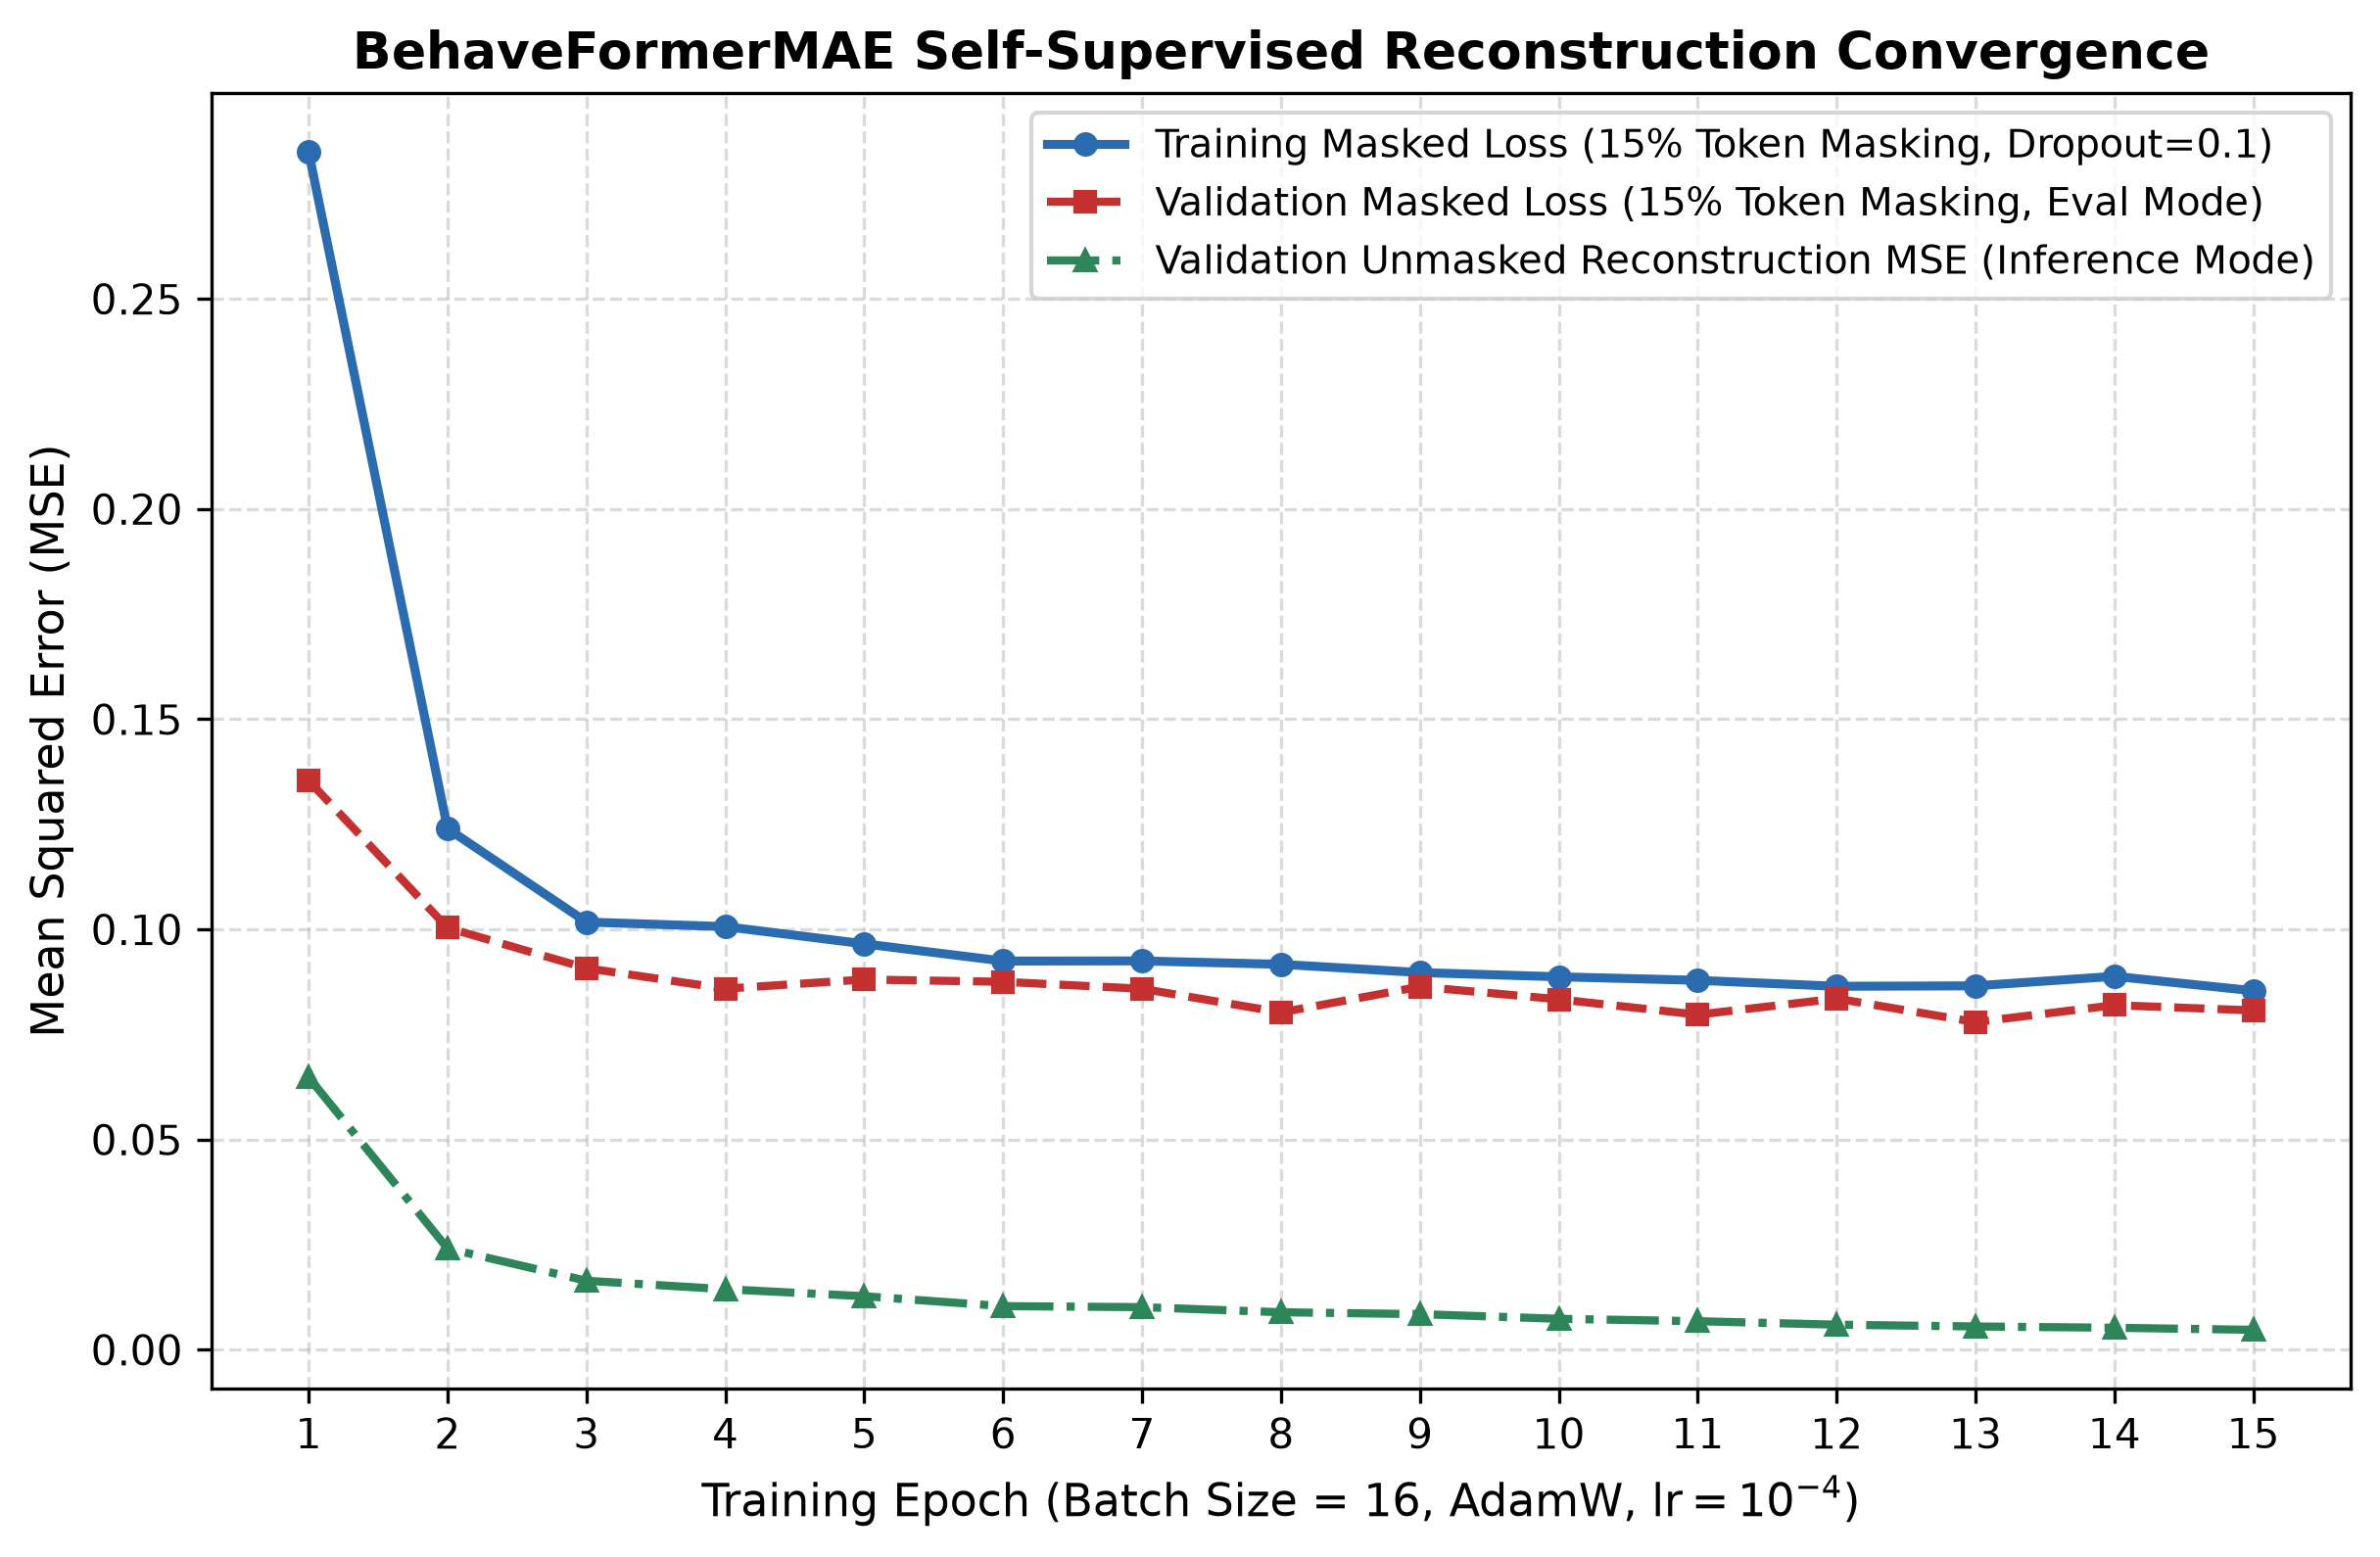 BehaveFormerMAE Self-Supervised Reconstruction Convergence
Training Masked Loss (15% Token Masking, Dropout=0.1)
Validation Masked Loss (15% Token Masking, Eval Mode)
Validation Unmasked Reconstruction MSE (Inference Mode)
Mean Squared Error (MSE)
0.25
0.20
0.15
0.10
0.05
0.00
1 2 3 4 5 6 7 8 9 10 11 12 13 14 15
Training Epoch (Batch Size = 16, AdamW, lr = 10⁻⁴)